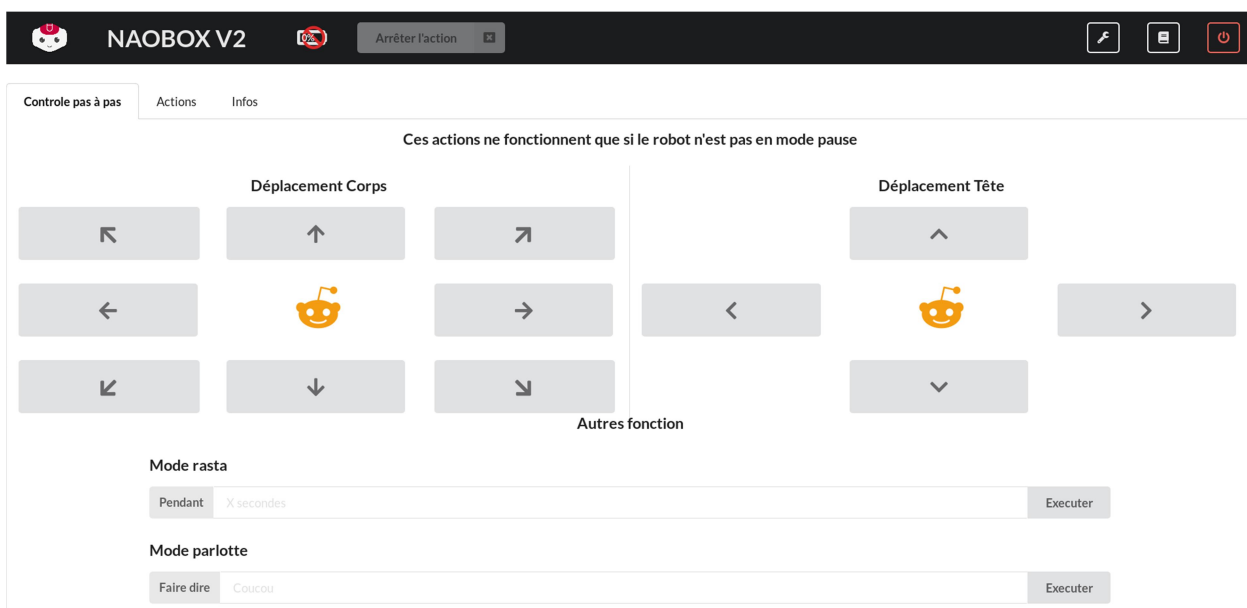 NAOBOX V2
0%
Arrêter l'action
Controle pas à pas
Actions
Infos
Ces actions ne fonctionnent que si le robot n'est pas en mode pause
Déplacement Corps
Déplacement Tête
Autres fonction
Mode rasta
Pendant
X secondes
Executer
Mode parlotte
Faire dire
Coucou
Executer